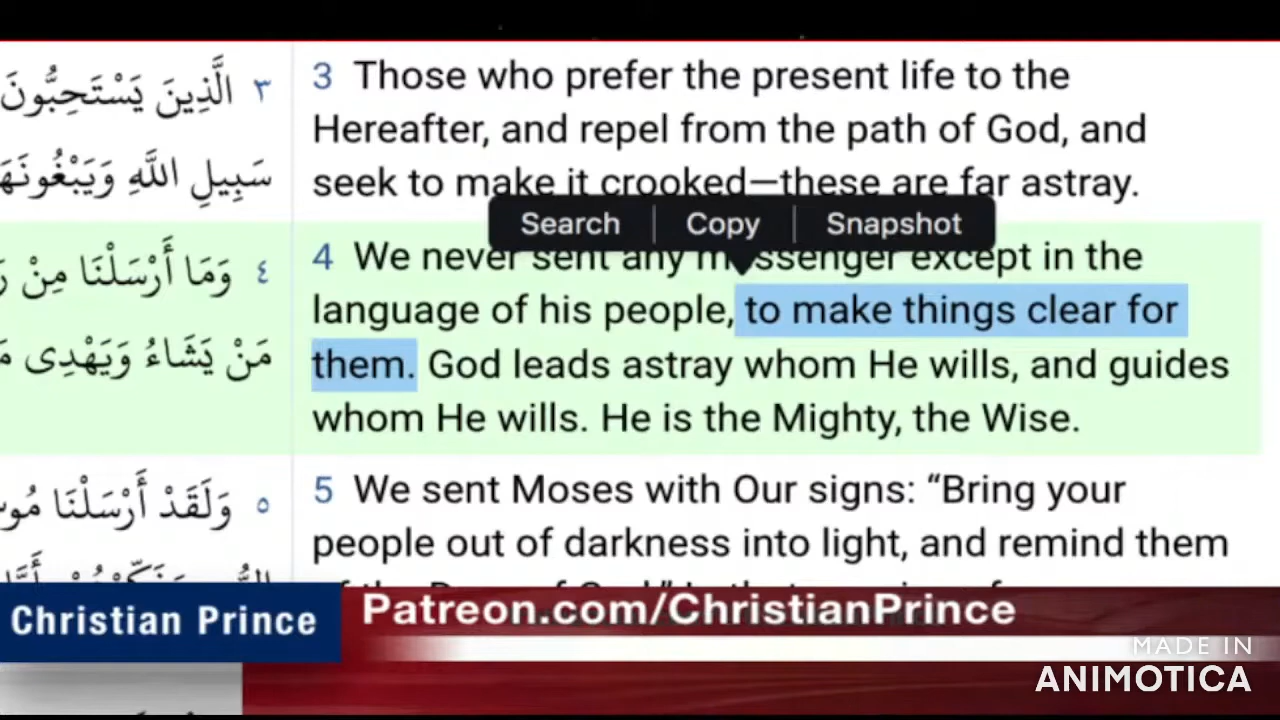 ٣ الَّذِينَ يَسْتَحِبُّونَ
سَبِيلِ اللَّهِ وَيَبْغُونَهَا
3 Those who prefer the present life to the
Hereafter, and repel from the path of God, and
seek to make it crooked—these are far astray.
Search Copy Snapshot
٤ وَمَا أَرْسَلْنَا مِنْ
مَنْ يَشَاءُ وَيَهْدِى
4 We never sent any messenger except in the
language of his people, to make things clear for
them. God leads astray whom He wills, and guides
whom He wills. He is the Mighty, the Wise.
٥ وَلَقَدْ أَرْسَلْنَا
5 We sent Moses with Our signs: “Bring your
people out of darkness into light, and remind them
Christian Prince
Patreon.com/ChristianPrince
MADE IN
ANIMOTICA